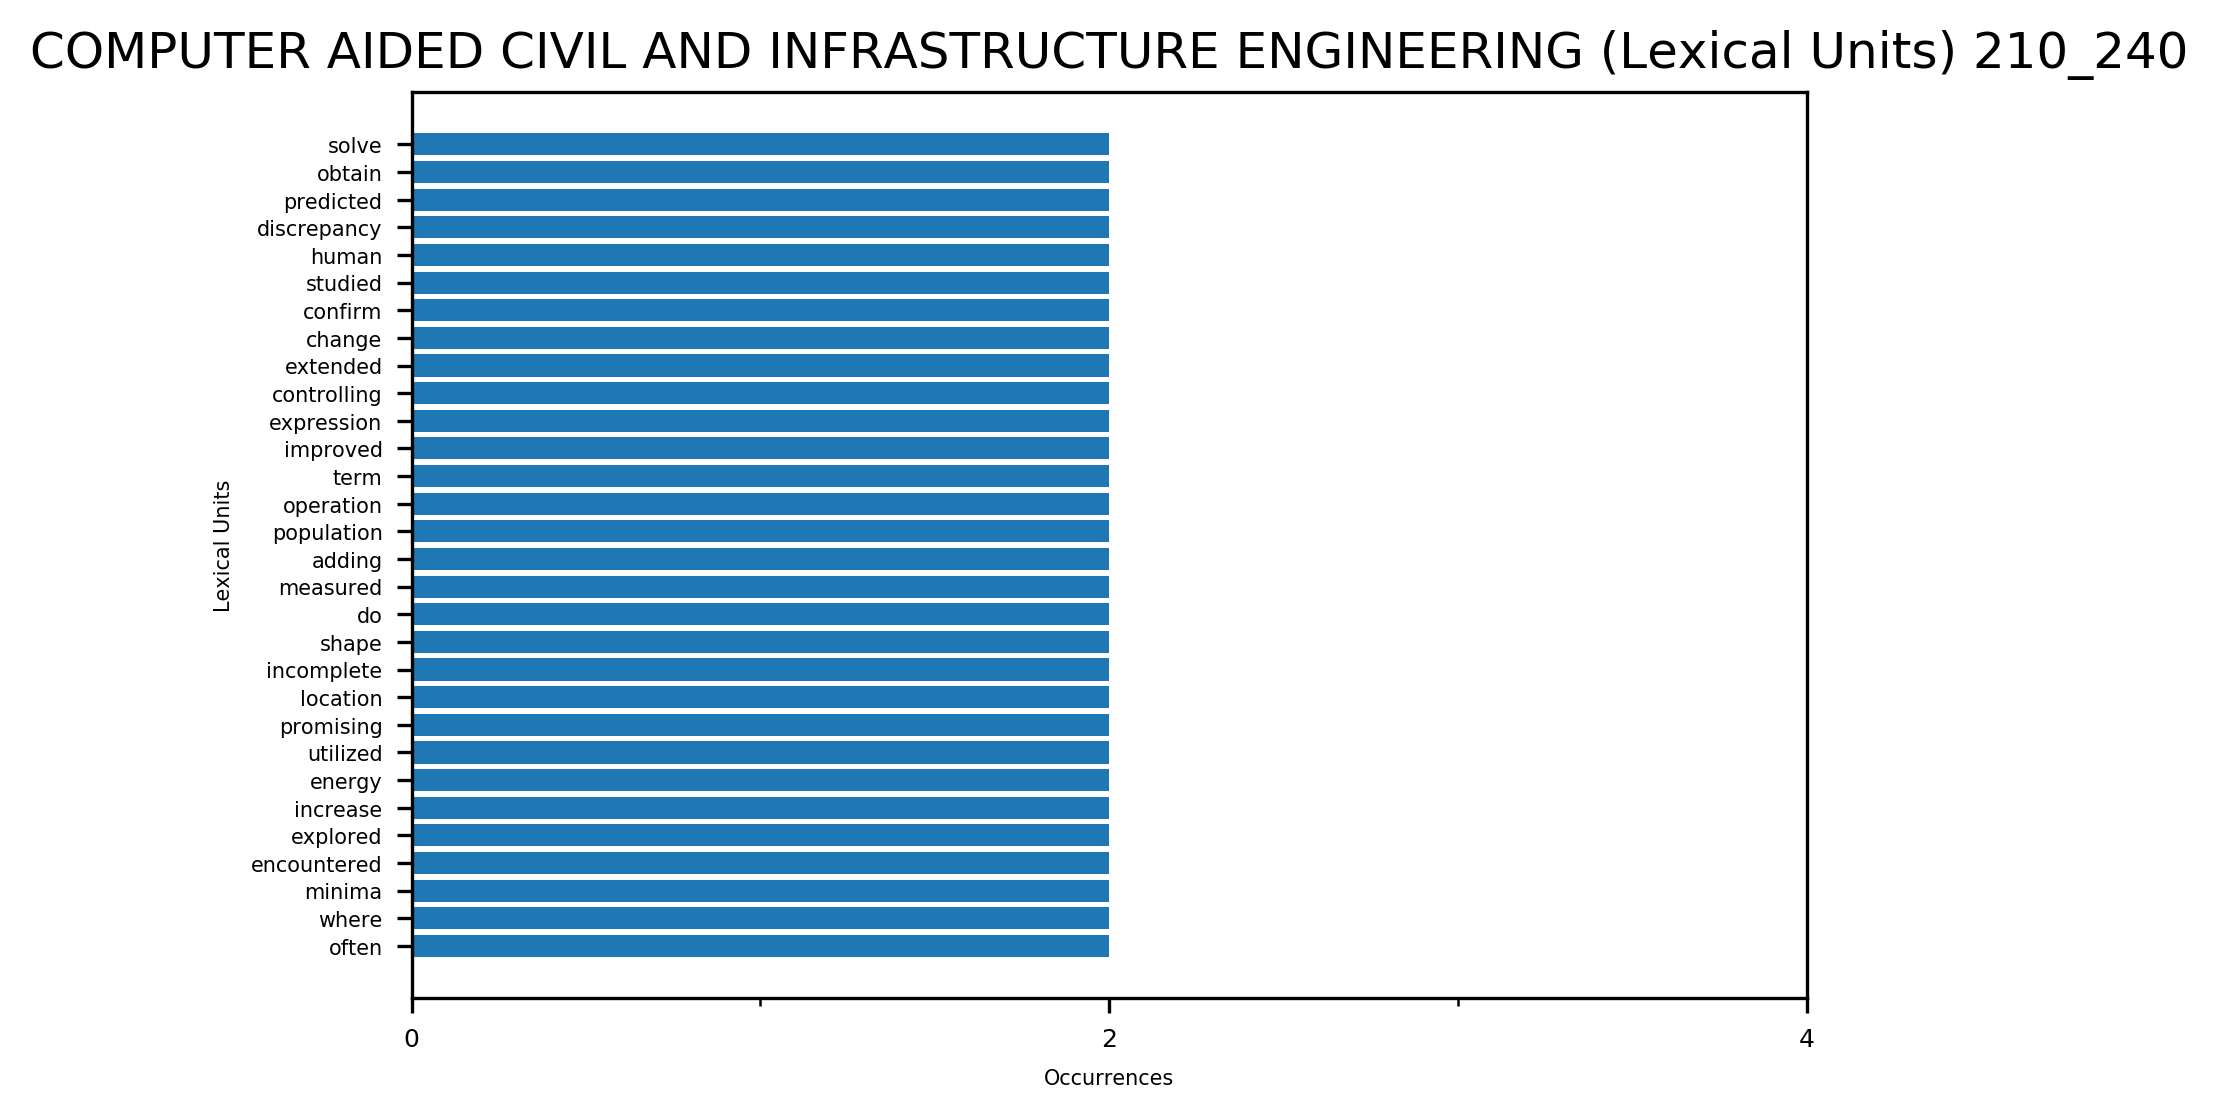 COMPUTER AIDED CIVIL AND INFRASTRUCTURE ENGINEERING (Lexical Units) 210_240
solve
obtain
predicted
discrepancy
human
studied
confirm
change
extended
controlling
expression
improved
term
operation
population
adding
measured
do
shape
incomplete
location
promising
utilized
energy
increase
explored
encountered
minima
where
often
Lexical Units
0 2 4
Occurrences